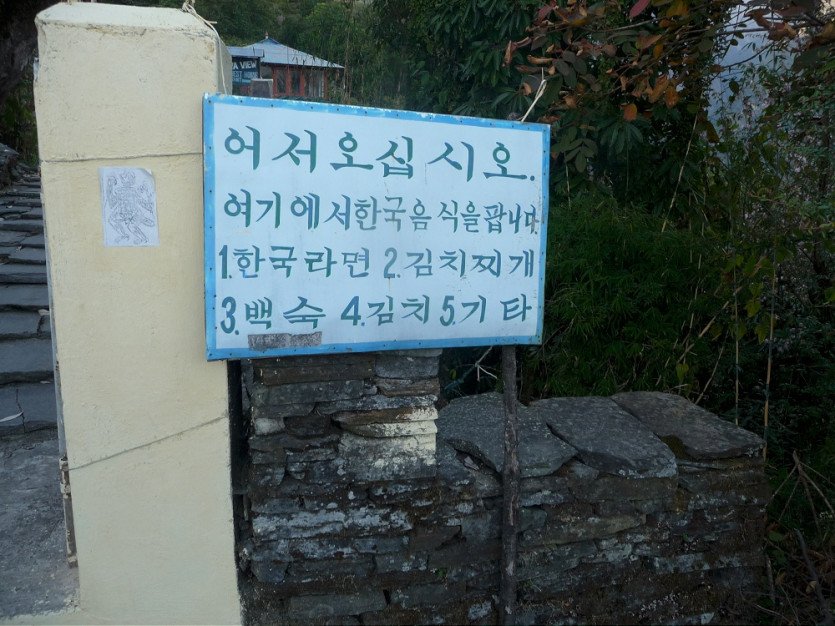 VIEW
어서오십시오.
여기에서한국음식을팝니다
1한국라면 2.김치찌개
3.백숙 4.김치 5.기타